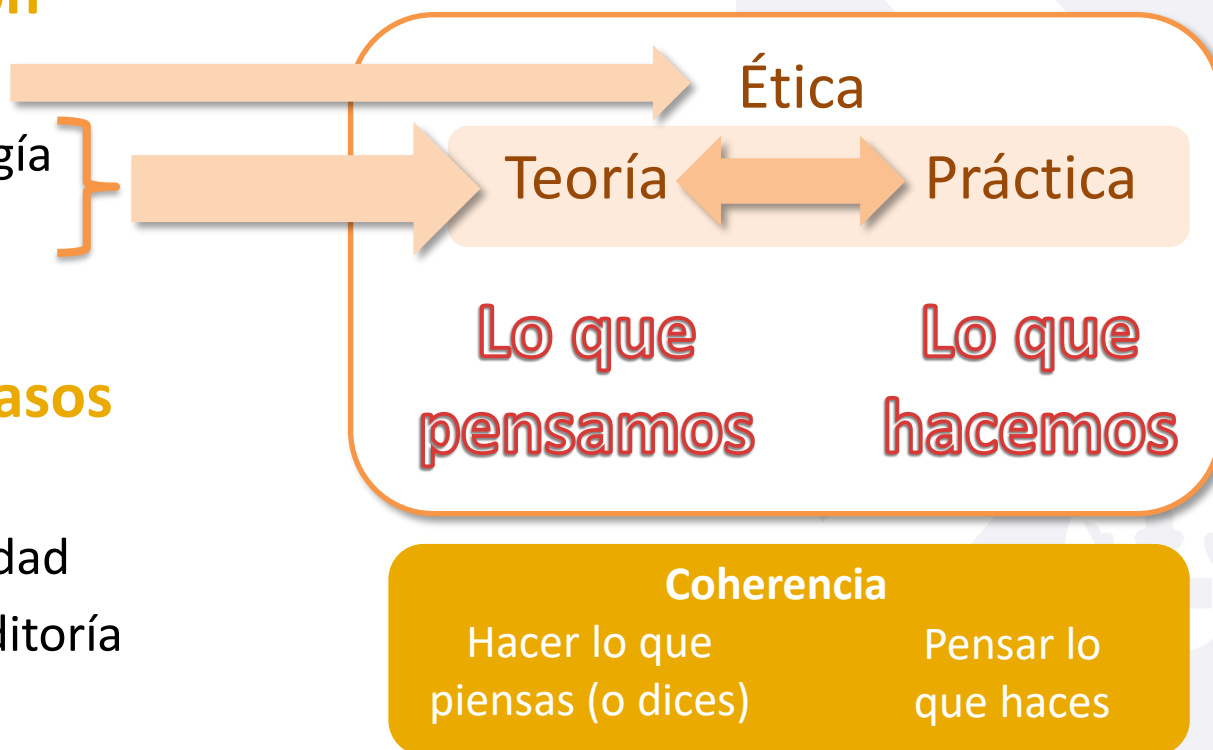 ón
gía
asos
dad
ditoría
Ética
Teoría
Práctica
Lo que
pensamos
Lo que
hacemos
Coherencia
Hacer lo que
piensas (o dices)
Pensar lo
que haces